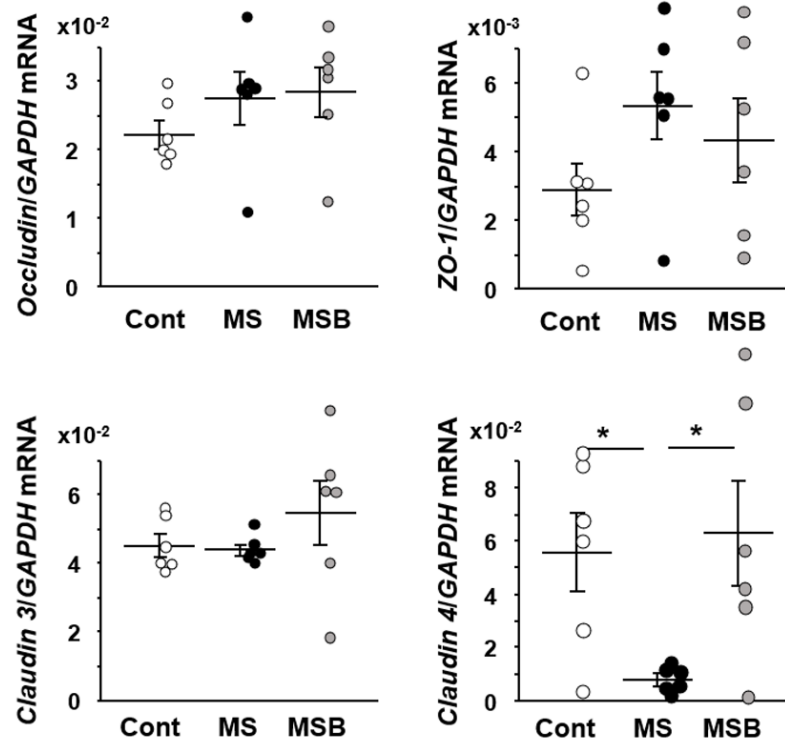 x10-2
Occludin/GAPDH mRNA
3
2
1
0
Cont MS MSB
x10-3
ZO-1/GAPDH mRNA
6
4
2
0
Cont MS MSB
x10-2
Claudin 3/GAPDH mRNA
6
4
2
0
Cont MS MSB
x10-2
Claudin 4/GAPDH mRNA
8
6
4
2
0
* *
Cont MS MSB